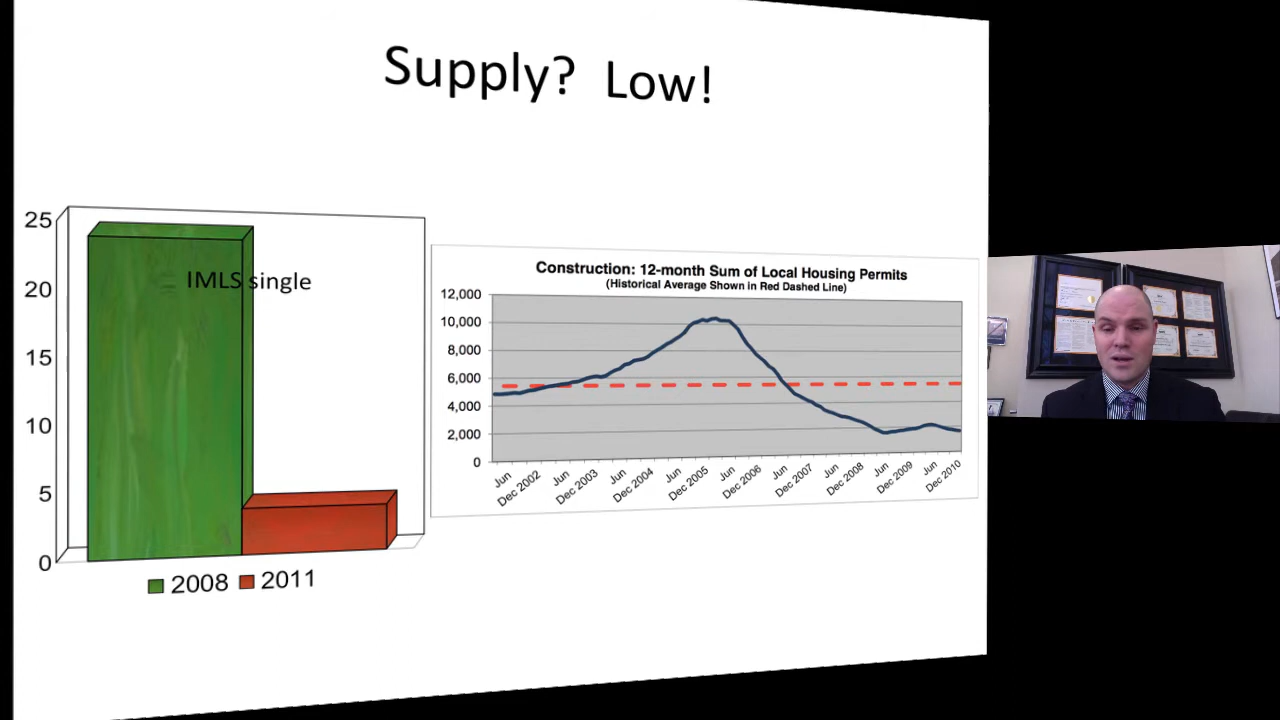 Supply? Low!
25
20
15
10
5
0
IMLS single
2008 2011
Construction: 12-month Sum of Local Housing Permits
(Historical Average Shown in Red Dashed Line)
12,000
10,000
8,000
6,000
4,000
2,000
0
Jun
Dec 2002
Jun
Dec 2003
Jun
Dec 2004
Jun
Dec 2005
Jun
Dec 2006
Jun
Dec 2007
Jun
Dec 2008
Jun
Dec 2009
Jun
Dec 2010